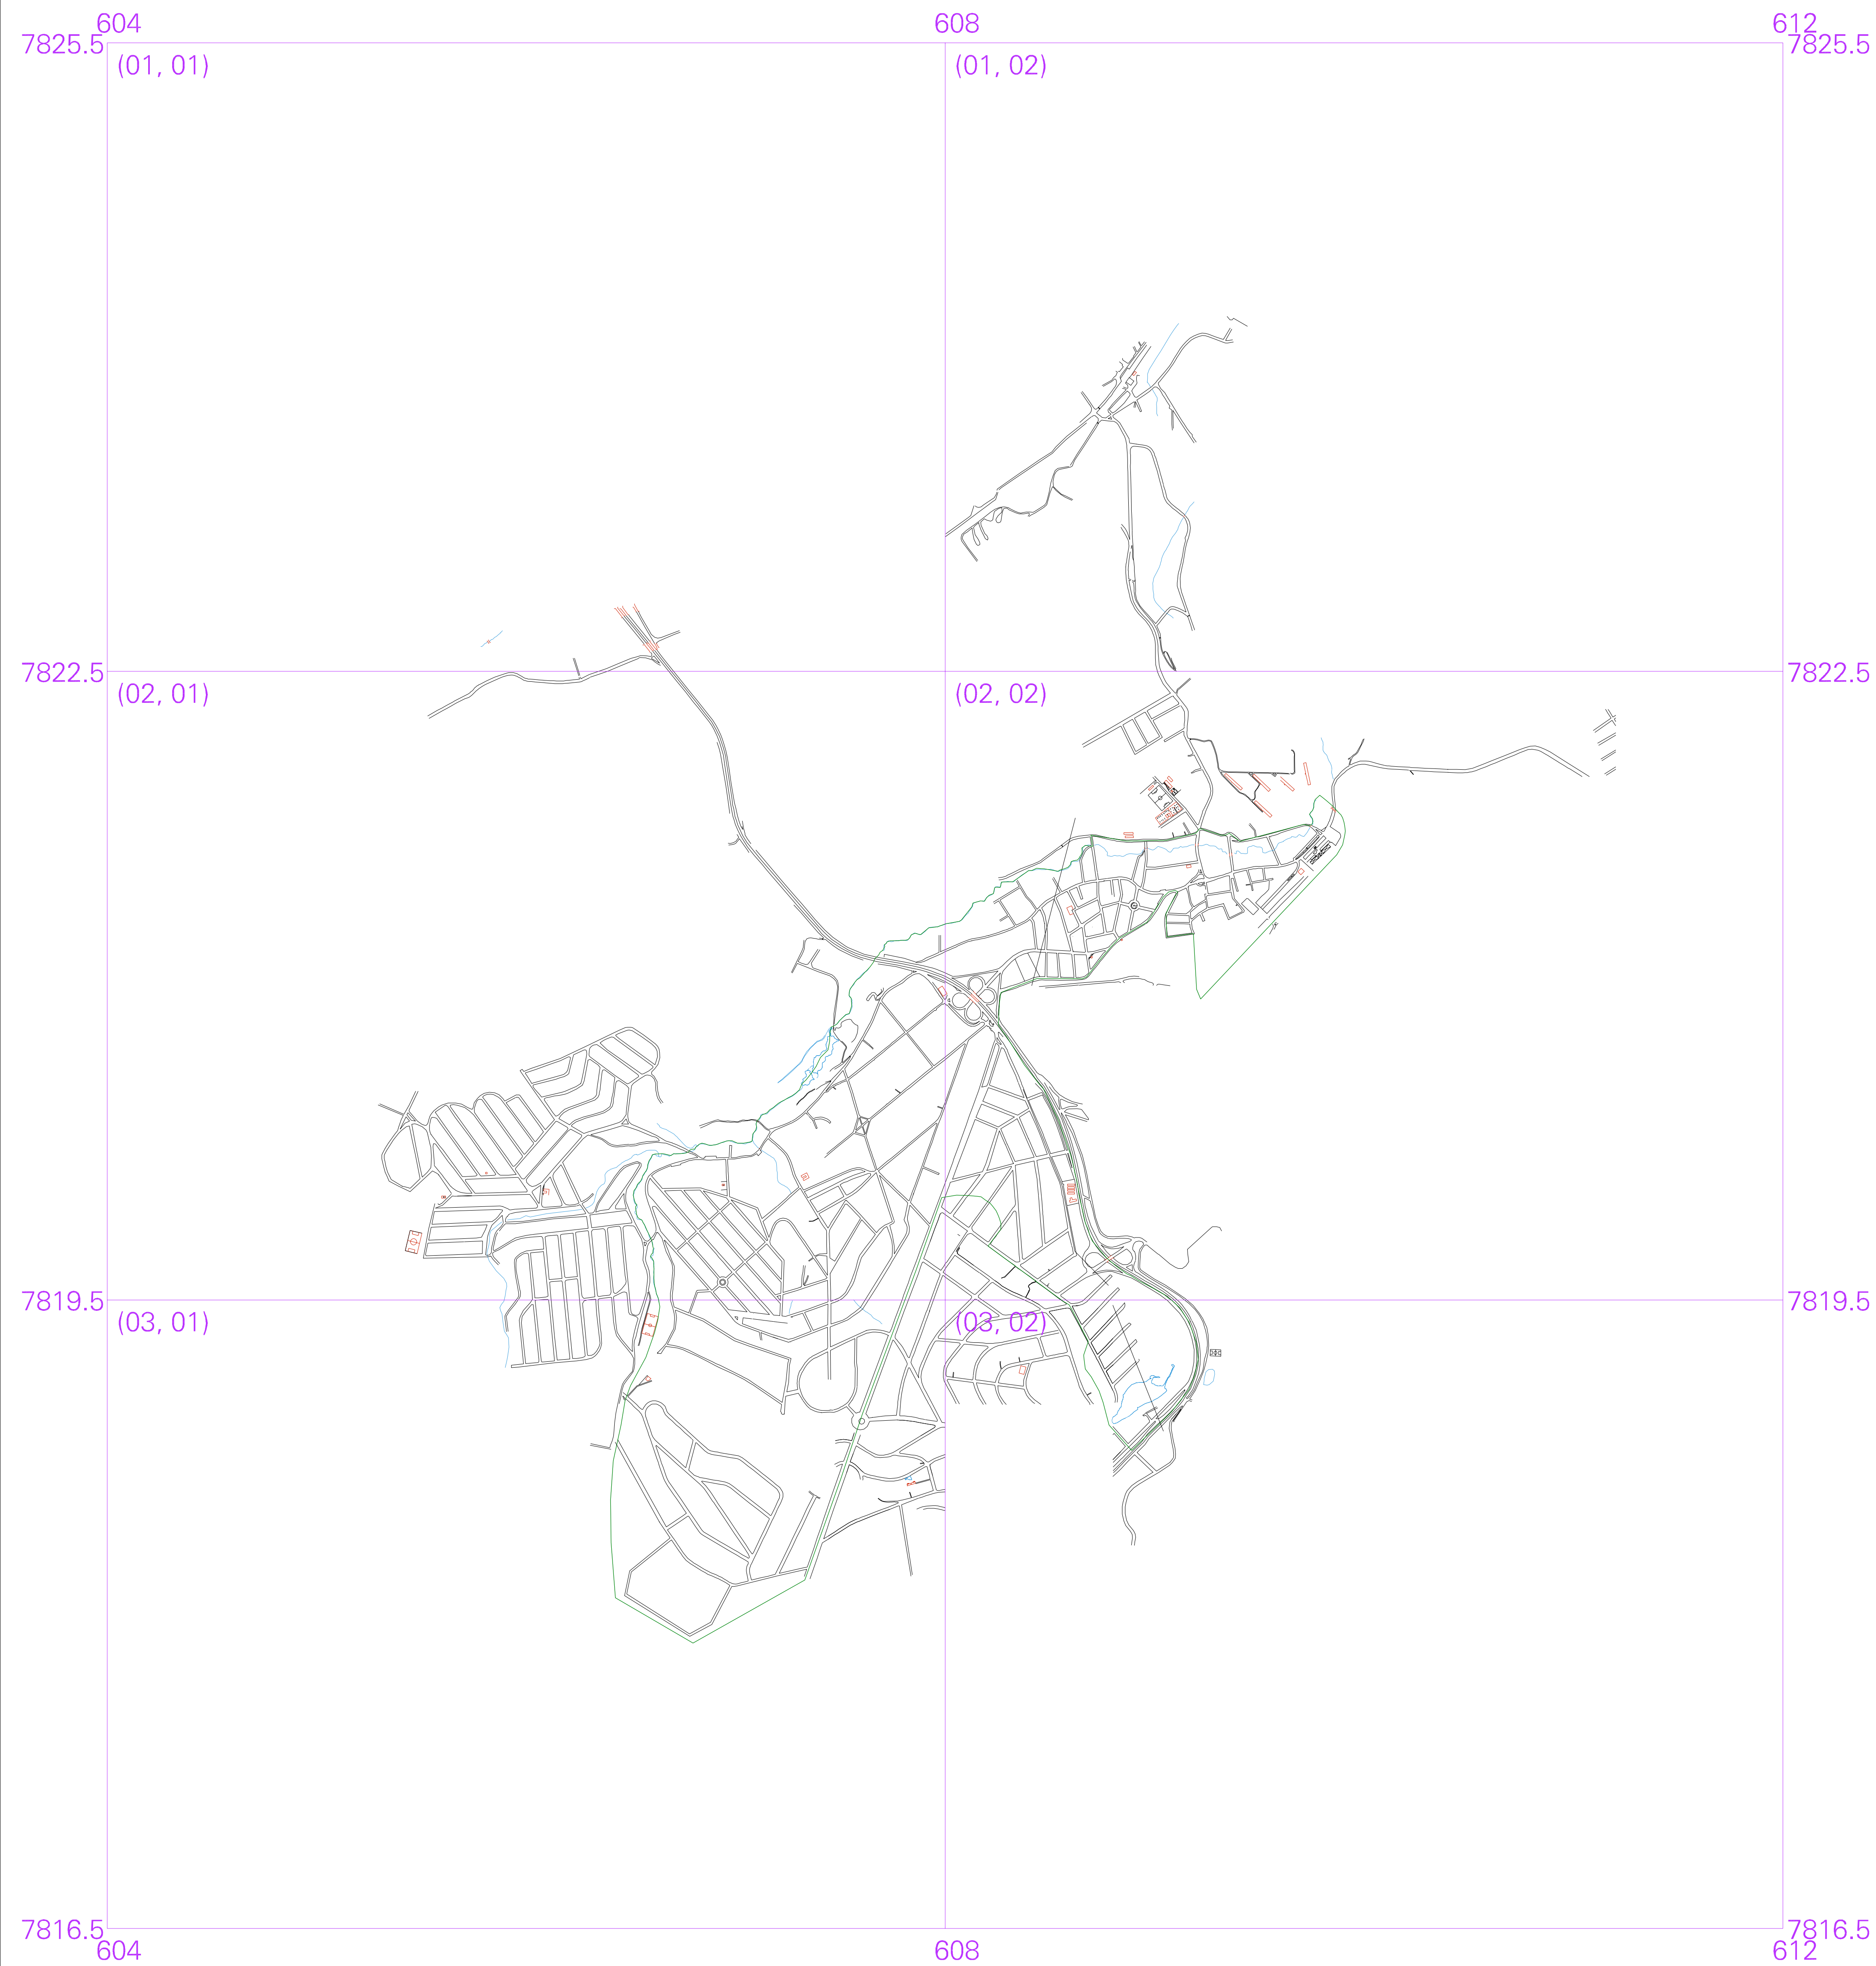 604 608 612
7825.5 7825.5
(01, 01) (01, 02)
7822.5 7822.5
(02, 01) (02, 02)
7819.5 7819.5
(03, 01) (03, 02)
7816.5 7816.5
604 608 612